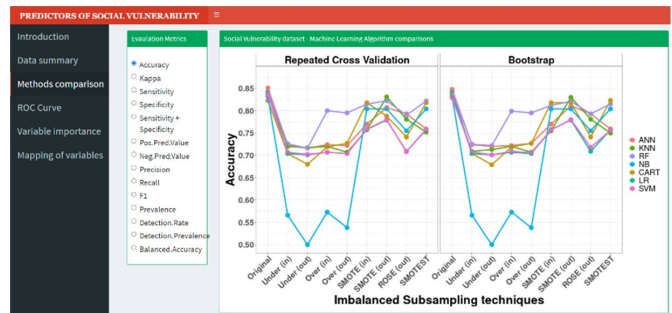 PREDICTORS OF SOCIAL VULNERABILITY
Introduction
Data summary
Methods comparison
ROC Curve
Variable importance
Mapping of variables
Evaulation Metrics
Accuracy
Kappa
Sensitivity
Specificity
Sensitivity +
Specificity
Pos.Pred.Value
Neg.Pred.Value
Precision
Recall
F1
Prevalence
Detection.Rate
Detection.Prevalence
Balanced.Accuracy
Social Vulnerability dataset - Machine Learning Algorithm comparisons
Repeated Cross Validation
Bootstrap
Accuracy
0.85
0.80
0.75
0.70
0.65
0.60
0.55
0.50
Original
Under (in)
Under (out)
Over (in)
Over (out)
SMOTE (in)
SMOTE (out)
ROSE (out)
SMOTEST
Original
Under (in)
Under (out)
Over (in)
Over (out)
SMOTE (in)
SMOTE (out)
ROSE (out)
SMOTEST
Imbalanced Subsampling techniques
ANN
KNN
RF
NB
CART
LR
SVM